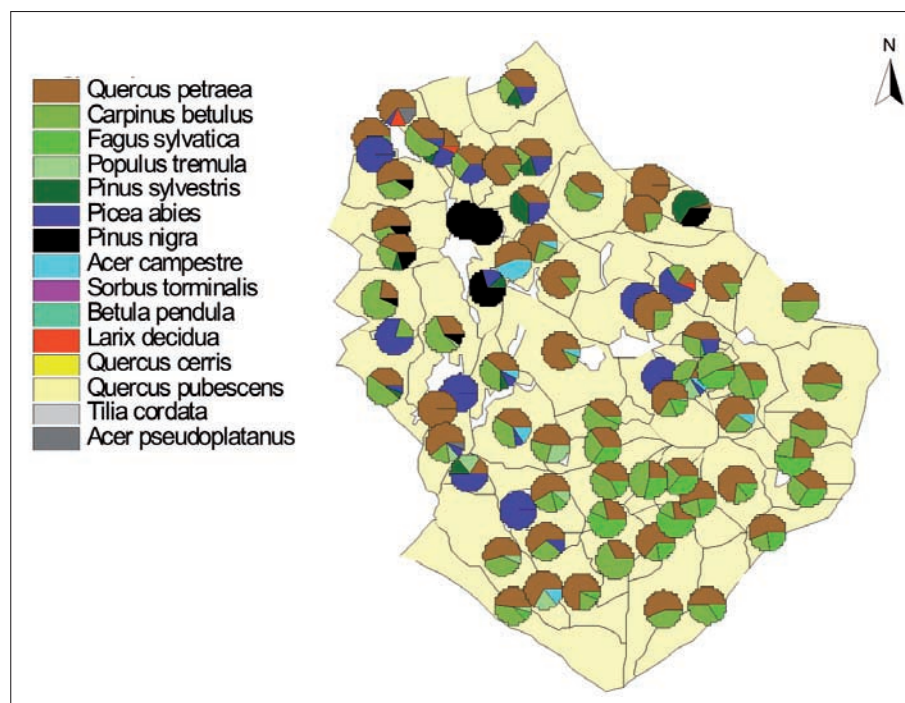 N
Quercus petraea
Carpinus betulus
Fagus sylvatica
Populus tremula
Pinus sylvestris
Picea abies
Pinus nigra
Acer campestre
Sorbus torminalis
Betula pendula
Larix decidua
Quercus cerris
Quercus pubescens
Tilia cordata
Acer pseudoplatanus